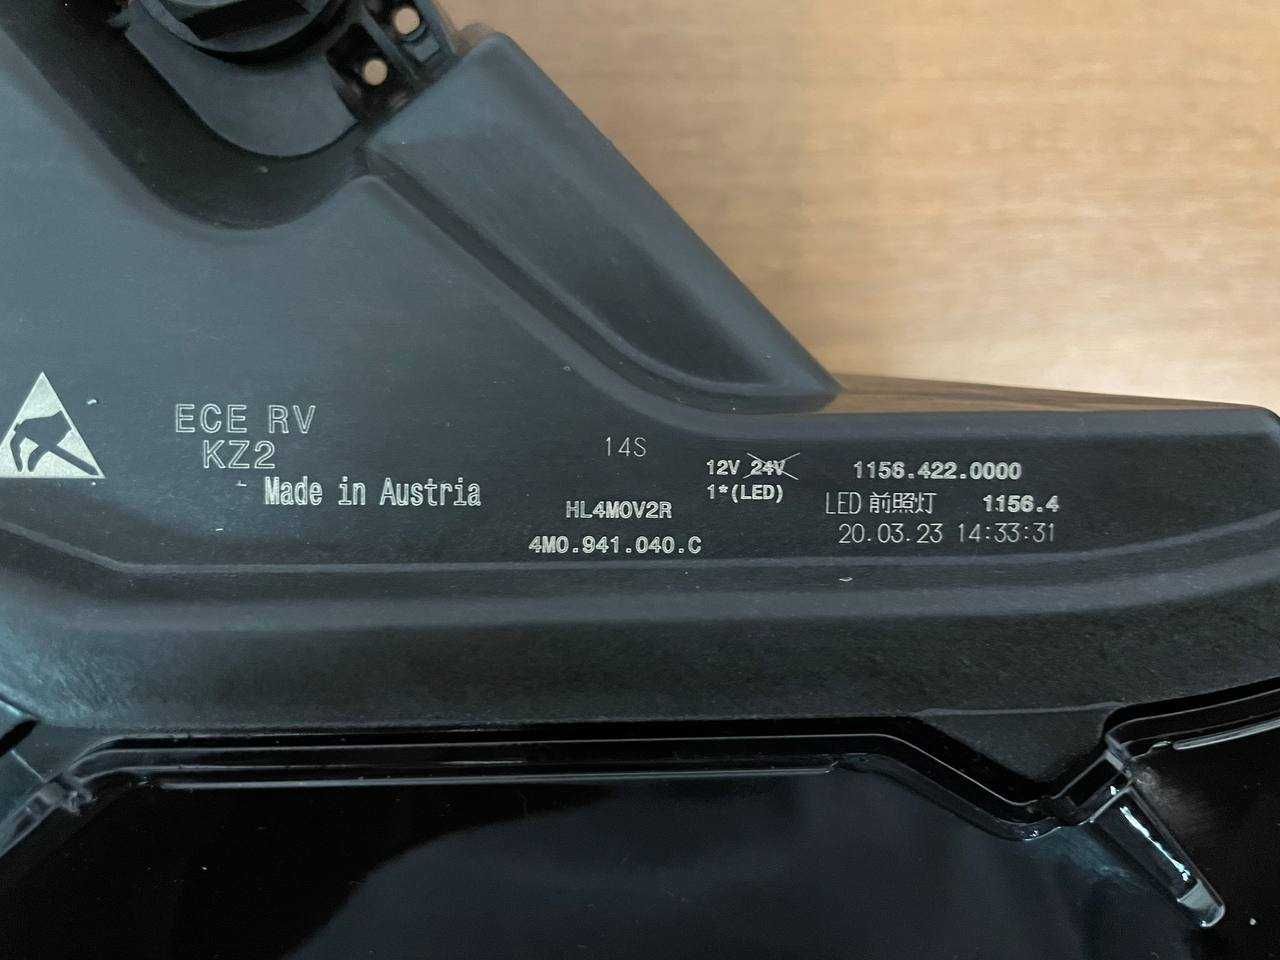 ECE RV
KZ2
Made in Austria
14S
HL4M0V2R
4M0.941.040.C
12V 24V
1*(LED)
1156.422.0000
LED 前照灯 1156.4
20.03.23 14:33:31